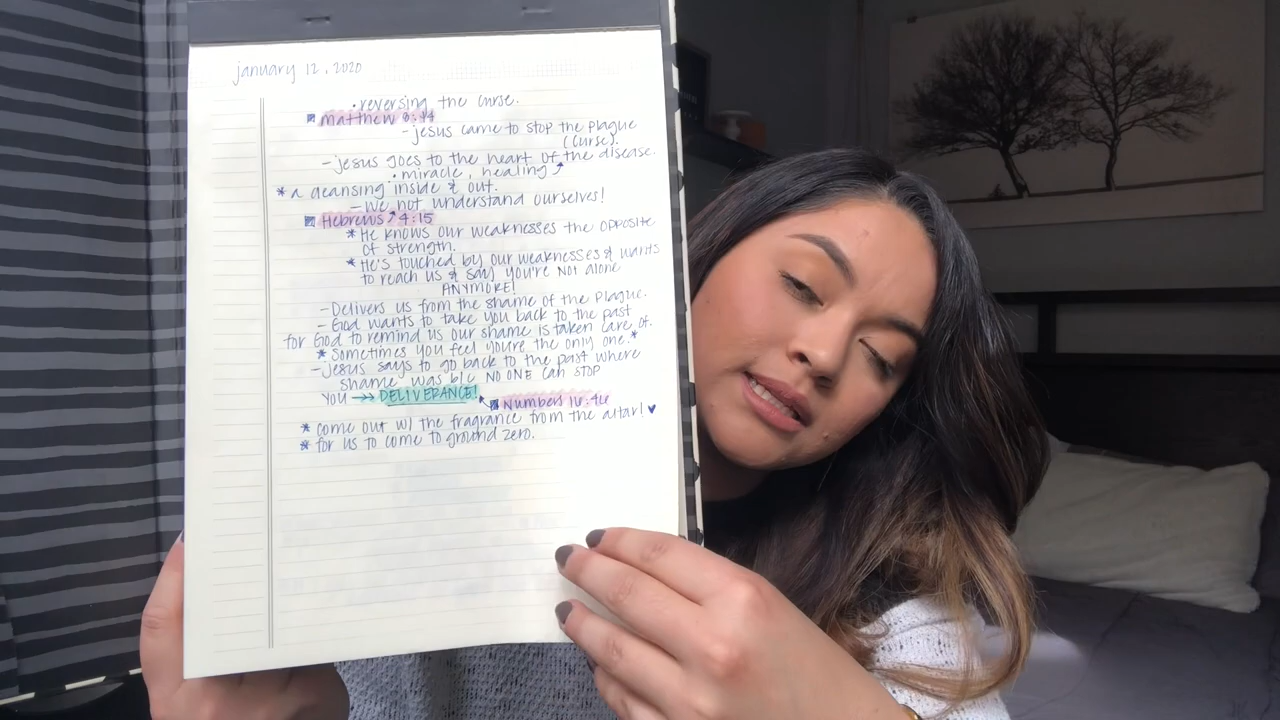 january 12, 2020
• reversing the curse.
matthew 8:14
- jesus came to stop the plague
(curse).
- jesus goes to the heart of the disease.
• miracle, healing
* a cleansing inside & out.
- we not understand ourselves!
Hebrews 4:15
* He knows our weaknesses the opposite
of strength.
* He's touched by our weaknesses & wants
to reach us & say you're NOT alone
ANYMORE!
- Delivers us from the shame of the plague.
- God wants to take you back to the past
for God to remind us our shame is taken care of.
* sometimes you feel you're the only one. *
- Jesus says to go back to the past where
shame was b/c NO ONE can STOP
you →→ DELIVERANCE!
Numbers 16:46
* come out w/ the fragrance from the altar! ♥
* for us to come to ground zero.